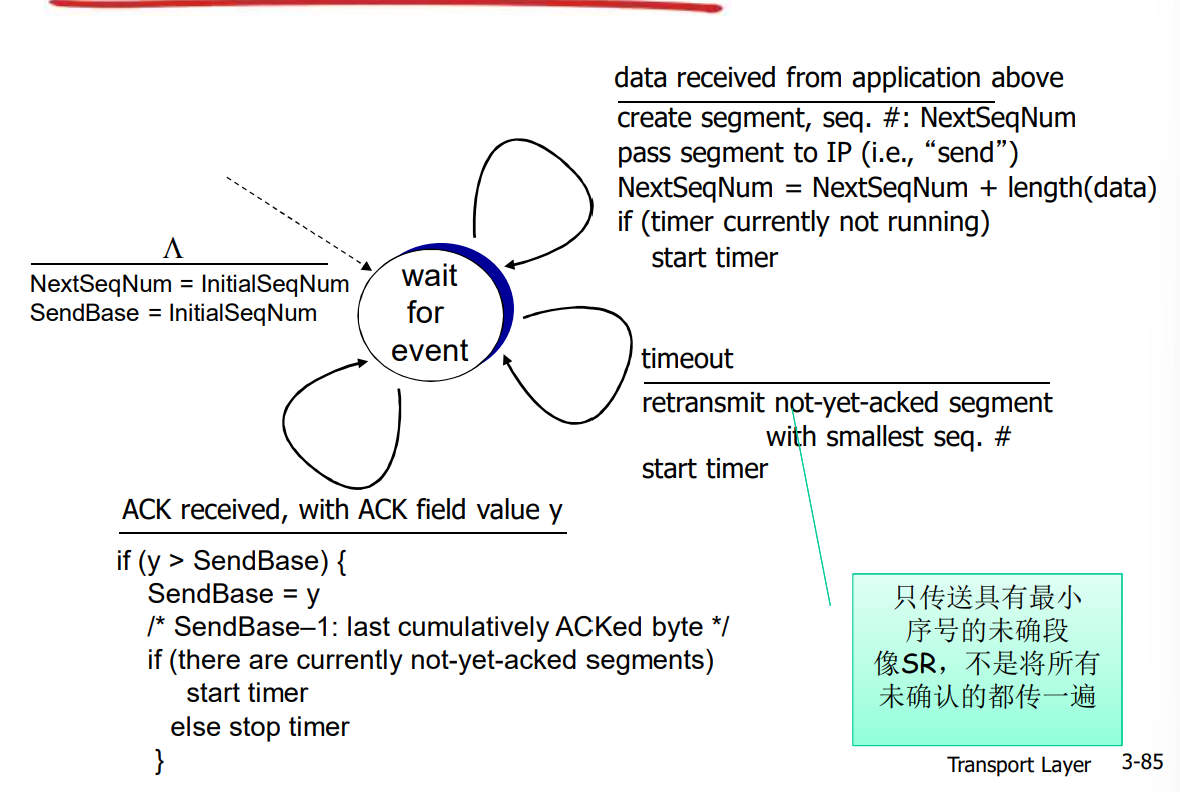 data received from application above
create segment, seq. #: NextSeqNum
pass segment to IP (i.e., “send”)
NextSeqNum = NextSeqNum + length(data)
if (timer currently not running)
start timer
Λ
NextSeqNum = InitialSeqNum
SendBase = InitialSeqNum
wait
for
event
timeout
retransmit not-yet-acked segment
with smallest seq. #
start timer
ACK received, with ACK field value y
if (y > SendBase) {
SendBase = y
/* SendBase–1: last cumulatively ACKed byte */
if (there are currently not-yet-acked segments)
start timer
else stop timer
}
只传送具有最小
序号的未确段
像SR，不是将所有
未确认的都传一遍
Transport Layer 3-85